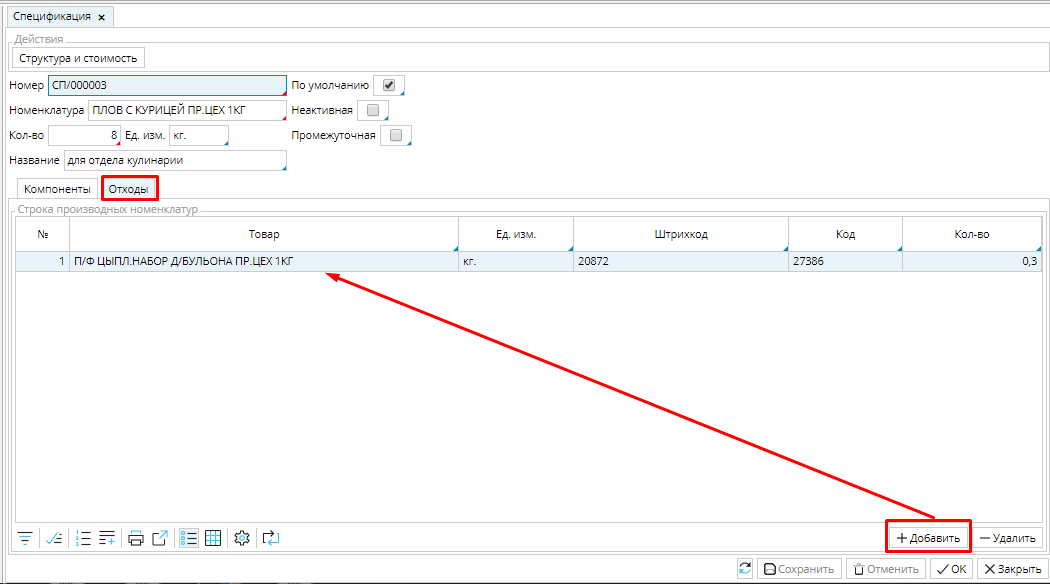 Спецификация ×
Действия
Структура и стоимость
Номер СП/000003 По умолчанию
Номенклатура ПЛОВ С КУРИЦЕЙ ПР.ЦЕХ 1КГ Неактивная
Кол-во 8 Ед. изм. кг. Промежуточная
Название для отдела кулинарии
Компоненты Отходы
Строка производных номенклатур
№ Товар Ед. изм. Штрихкод Код Кол-во
1 П/Ф ЦЫПЛ.НАБОР Д/БУЛЬОНА ПР.ЦЕХ 1КГ кг. 20872 27386 0,3
Добавить Удалить
Сохранить Отменить ОК Закрыть